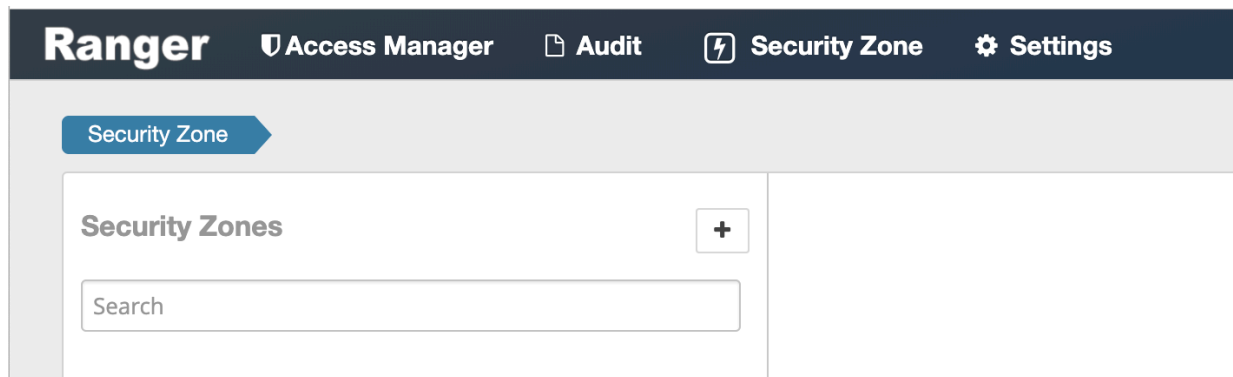 Ranger Access Manager Audit Security Zone Settings
Security Zone
Security Zones +
Search